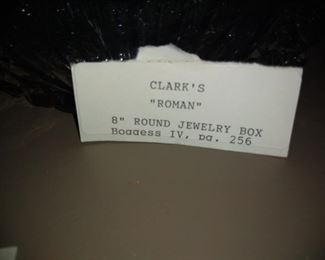 CLARK'S
"ROMAN"
8" ROUND JEWELRY BOX
Boggess IV, pg. 256